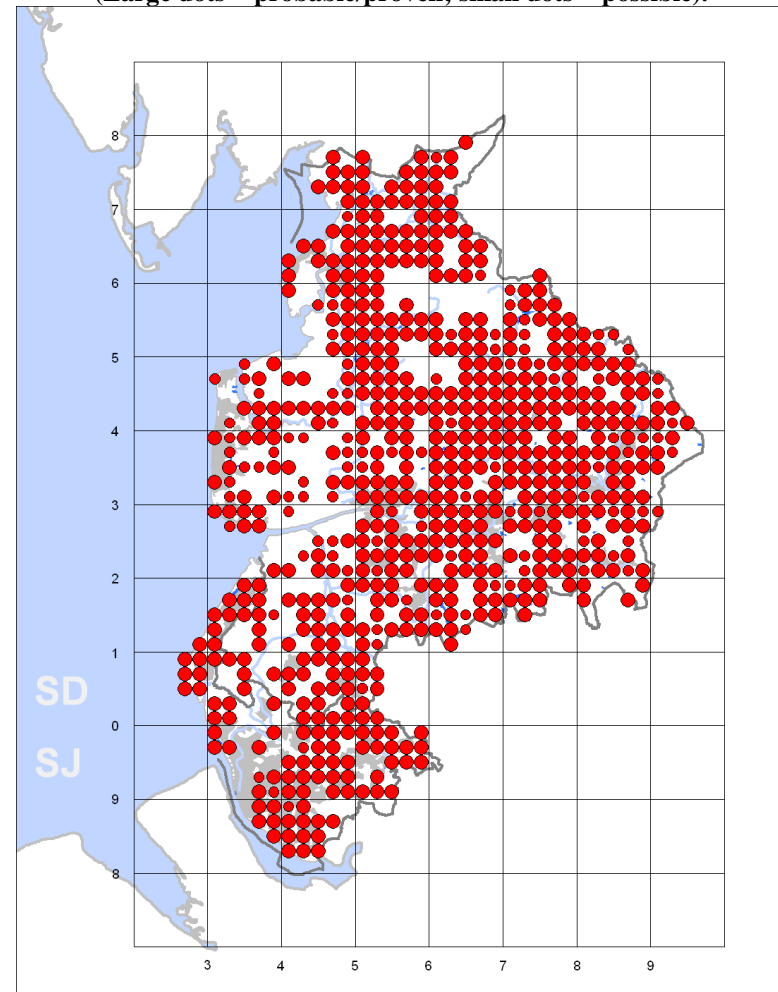 (Large dots = probable/proven; small dots = possible).
8
7
6
5
4
3
2
1
SD
0
SJ
9
8
3 4 5 6 7 8 9